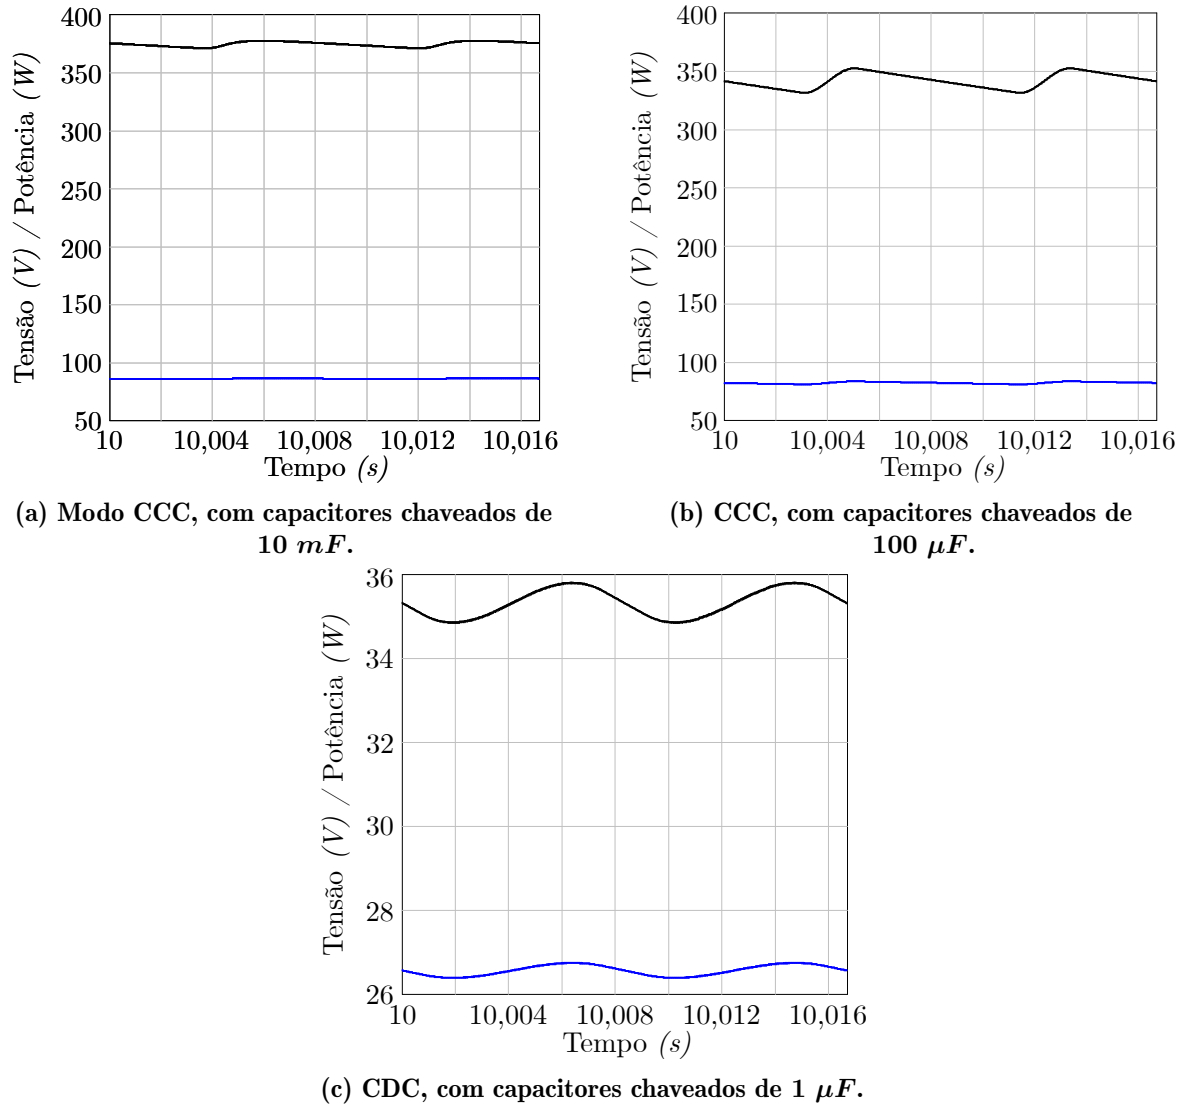 400
350
300
250
200
150
100
50
Tensão (V) / Potência (W)
10 10,004 10,008 10,012 10,016
Tempo (s)
(a) Modo CCC, com capacitores chaveados de
10 mF.
400
350
300
250
200
150
100
50
Tensão (V) / Potência (W)
10 10,004 10,008 10,012 10,016
Tempo (s)
(b) CCC, com capacitores chaveados de
100 μF.
36
34
32
30
28
26
Tensão (V) / Potência (W)
10 10,004 10,008 10,012 10,016
Tempo (s)
(c) CDC, com capacitores chaveados de 1 μF.